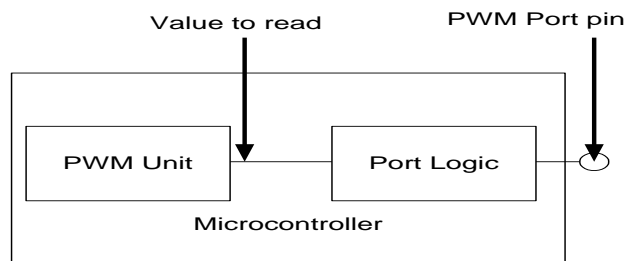 Value to read
PWM Port pin
PWM Unit
Port Logic
Microcontroller